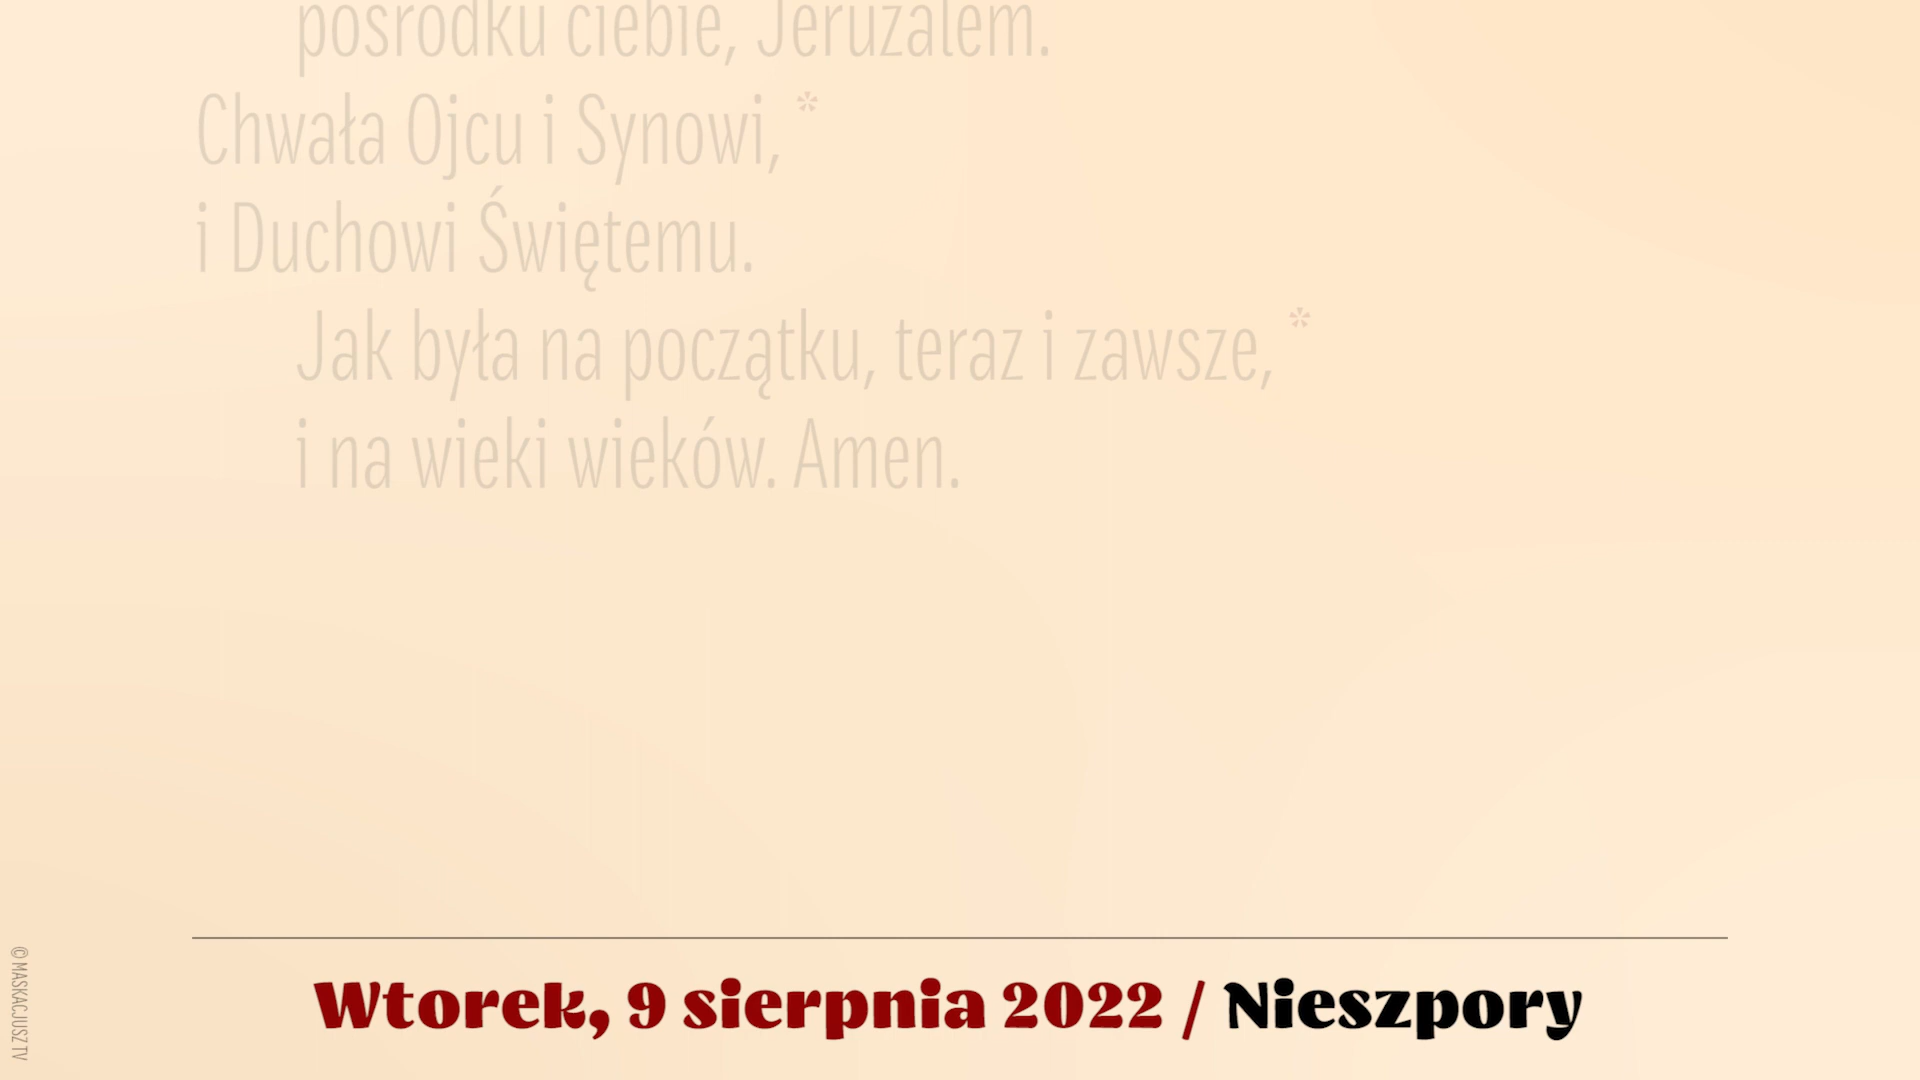 pośrodku ciebie, Jeruzalem.
Chwała Ojcu i Synowi, *
i Duchowi Świętemu.
Jak była na początku, teraz i zawsze, *
i na wieki wieków. Amen.
Wtorek, 9 sierpnia 2022 / Nieszpory
© MASKACJUSZ TV